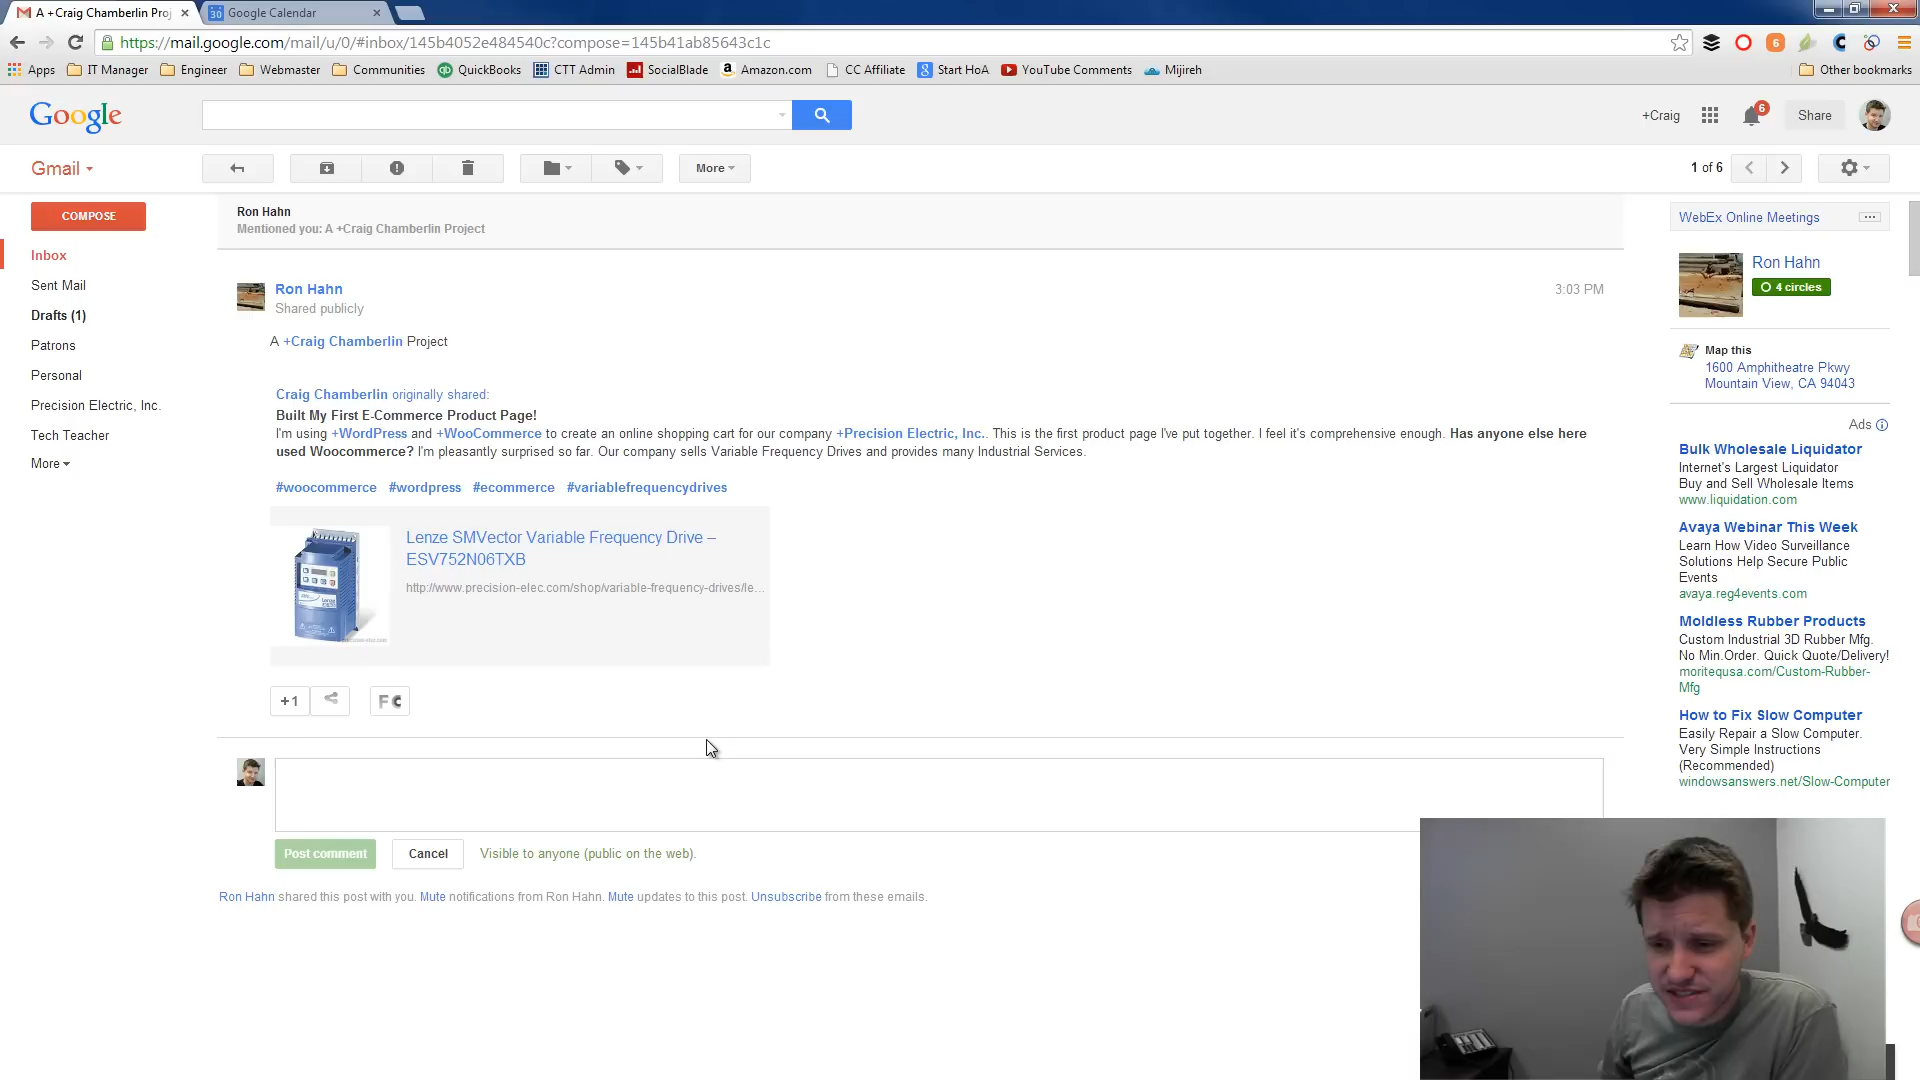 A +Craig Chamberlin Proj
Google Calendar
https://mail.google.com/mail/u/0/#inbox/145b4052e484540c?compose=145b41ab85643c1c
6
Apps IT Manager Engineer Webmaster Communities QuickBooks CTT Admin SocialBlade Amazon.com CC Affiliate Start HoA YouTube Comments Mijireh Other bookmarks
Google
+Craig
6
Share
Gmail
More
1 of 6
COMPOSE
Inbox
Sent Mail
Drafts (1)
Patrons
Personal
Precision Electric, Inc.
Tech Teacher
More
Ron Hahn
Mentioned you: A +Craig Chamberlin Project
Ron Hahn
3:03 PM
Shared publicly
A +Craig Chamberlin Project
Craig Chamberlin originally shared:
Built My First E-Commerce Product Page!
I'm using +WordPress and +WooCommerce to create an online shopping cart for our company +Precision Electric, Inc.. This is the first product page I've put together. I feel it's comprehensive enough. Has anyone else here
used Woocommerce? I'm pleasantly surprised so far. Our company sells Variable Frequency Drives and provides many Industrial Services.
#woocommerce #wordpress #ecommerce #variablefrequencydrives
Lenze SMVector Variable Frequency Drive –
ESV752N06TXB
http://www.precision-elec.com/shop/variable-frequency-drives/le...
+1
FC
Post comment
Cancel
Visible to anyone (public on the web).
Ron Hahn shared this post with you. Mute notifications from Ron Hahn. Mute updates to this post. Unsubscribe from these emails.
WebEx Online Meetings
Ron Hahn
4 circles
Map this
1600 Amphitheatre Pkwy
Mountain View, CA 94043
Ads
Bulk Wholesale Liquidator
Internet's Largest Liquidator
Buy and Sell Wholesale Items
www.liquidation.com
Avaya Webinar This Week
Learn How Video Surveillance
Solutions Help Secure Public
Events
avaya.reg4events.com
Moldless Rubber Products
Custom Industrial 3D Rubber Mfg.
No Min.Order. Quick Quote/Delivery!
moritequsa.com/Custom-Rubber-
Mfg
How to Fix Slow Computer
Easily Repair a Slow Computer.
Very Simple Instructions
(Recommended)
windowsanswers.net/Slow-Computer